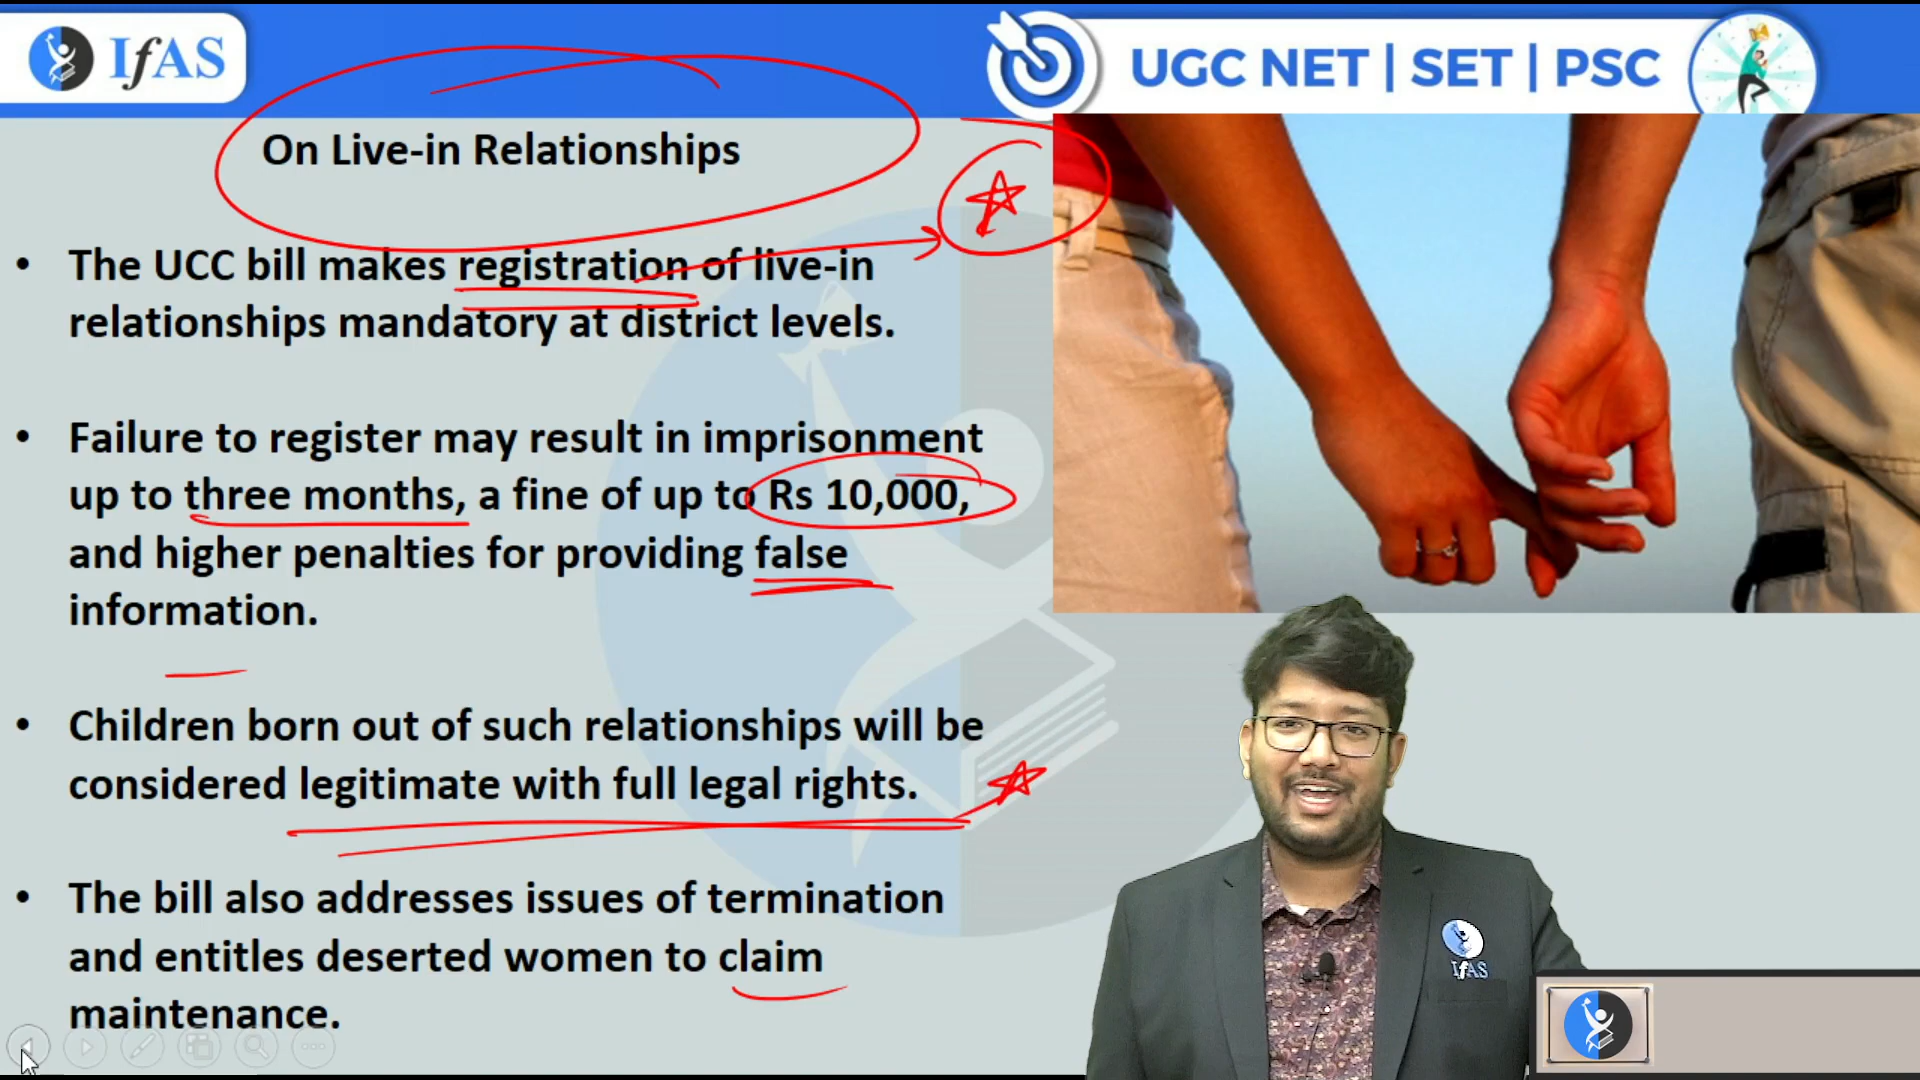 IfAS
UGC NET | SET | PSC
On Live-in Relationships
• The UCC bill makes registration of live-in
relationships mandatory at district levels.
• Failure to register may result in imprisonment
up to three months, a fine of up to Rs 10,000,
and higher penalties for providing false
information.
• Children born out of such relationships will be
considered legitimate with full legal rights.
• The bill also addresses issues of termination
and entitles deserted women to claim
maintenance.
IfAS